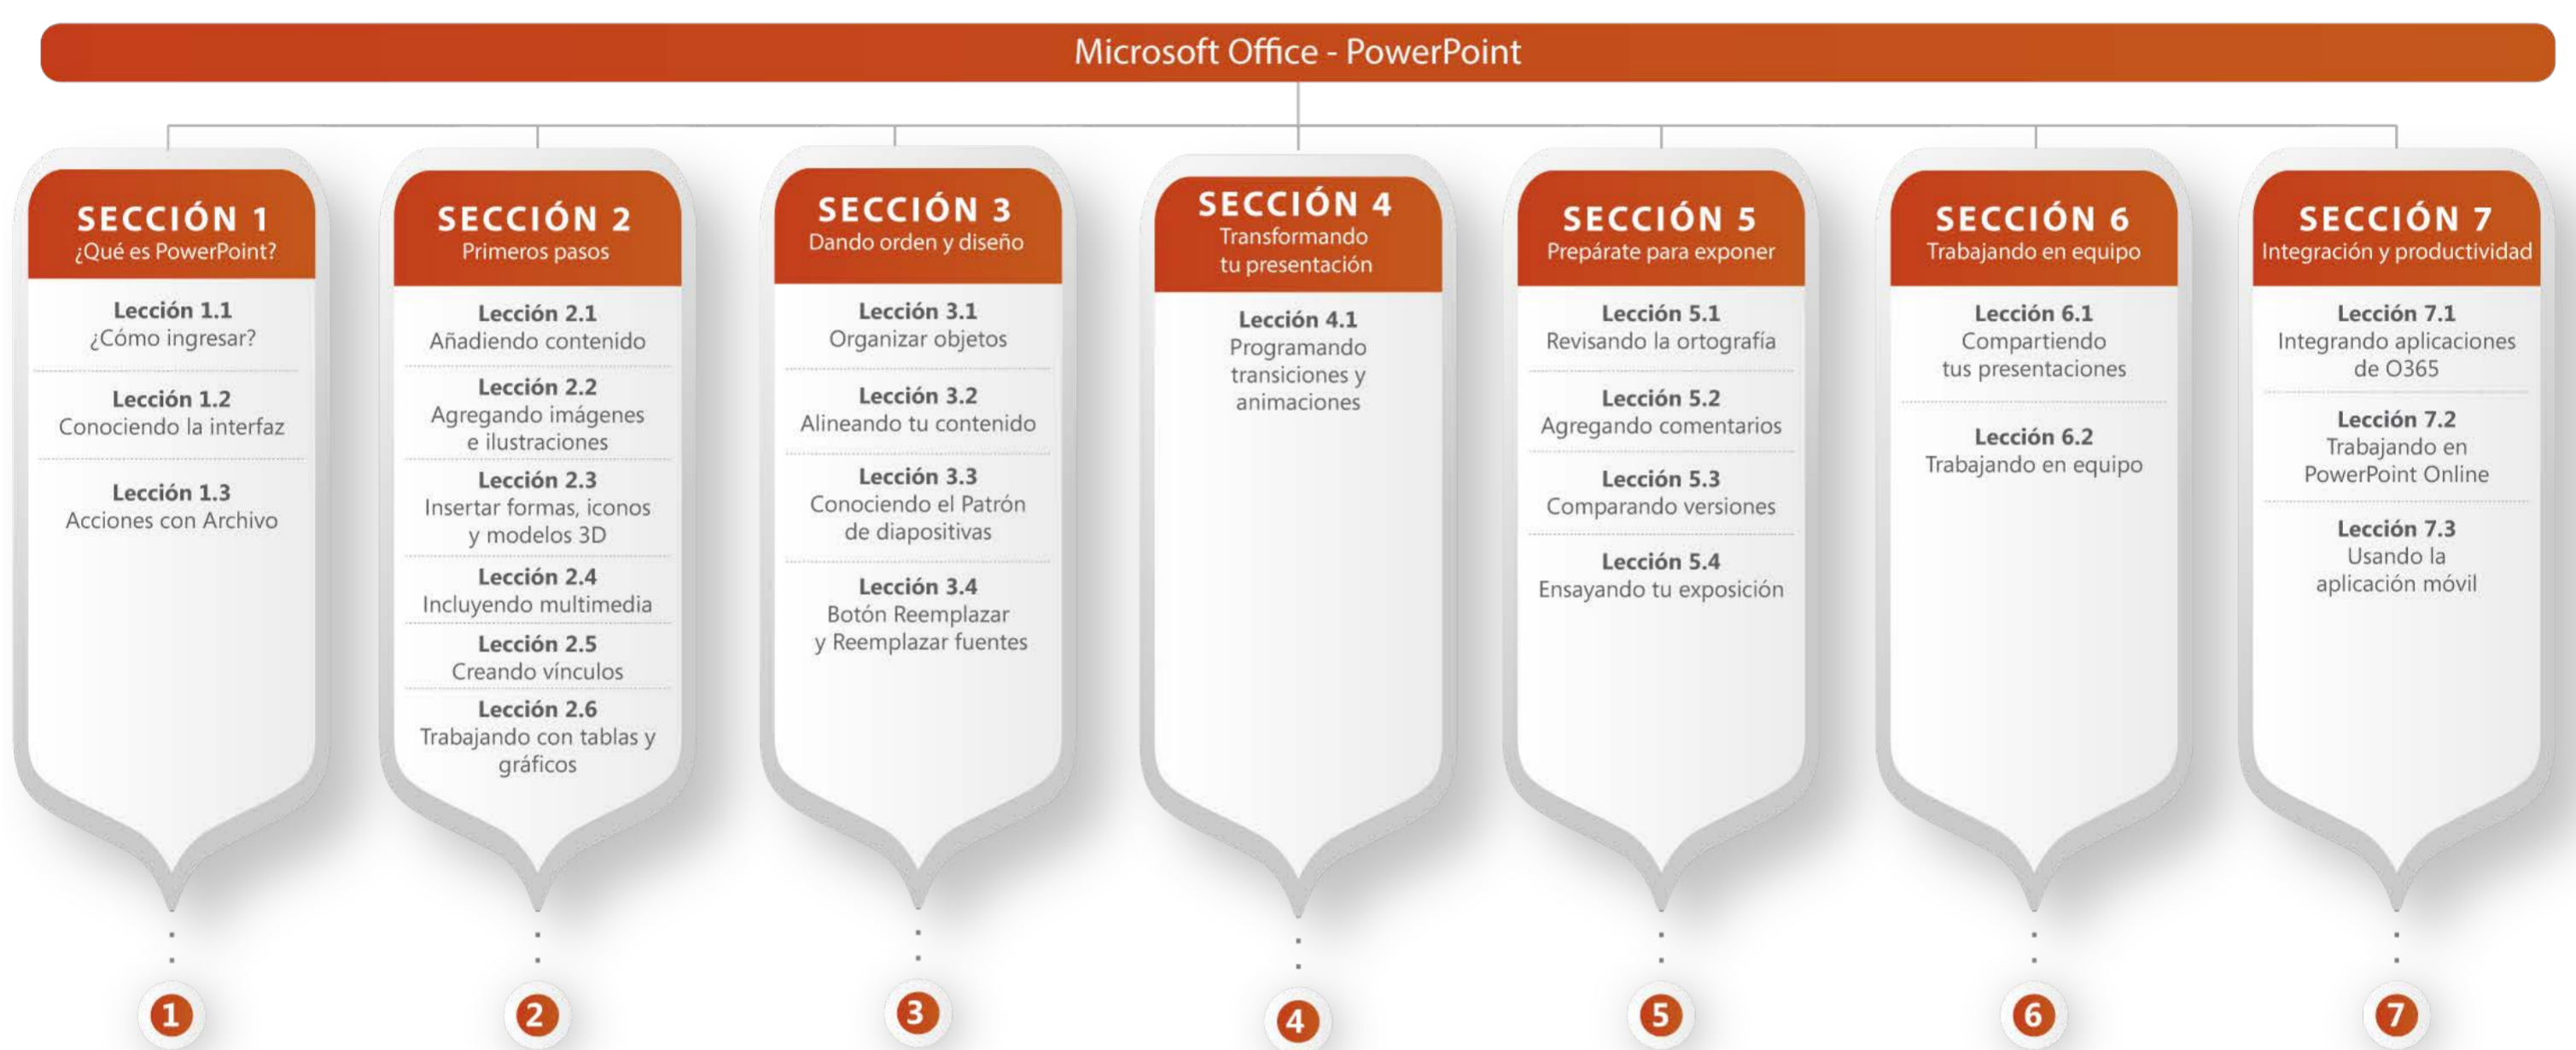 Microsoft Office - PowerPoint
SECCIÓN 1
¿Qué es PowerPoint?
Lección 1.1
¿Cómo ingresar?
Lección 1.2
Conociendo la interfaz
Lección 1.3
Acciones con Archivo
1
SECCIÓN 2
Primeros pasos
Lección 2.1
Añadiendo contenido
Lección 2.2
Agregando imágenes
e ilustraciones
Lección 2.3
Insertar formas, iconos
y modelos 3D
Lección 2.4
Incluyendo multimedia
Lección 2.5
Creando vínculos
Lección 2.6
Trabajando con tablas y
gráficos
2
SECCIÓN 3
Dando orden y diseño
Lección 3.1
Organizar objetos
Lección 3.2
Alineando tu contenido
Lección 3.3
Conociendo el Patrón
de diapositivas
Lección 3.4
Botón Reemplazar
y Reemplazar fuentes
3
SECCIÓN 4
Transformando
tu presentación
Lección 4.1
Programando
transiciones y
animaciones
4
SECCIÓN 5
Prepárate para exponer
Lección 5.1
Revisando la ortografía
Lección 5.2
Agregando comentarios
Lección 5.3
Comparando versiones
Lección 5.4
Ensayando tu exposición
5
SECCIÓN 6
Trabajando en equipo
Lección 6.1
Compartiendo
tus presentaciones
Lección 6.2
Trabajando en equipo
6
SECCIÓN 7
Integración y productividad
Lección 7.1
Integrando aplicaciones
de O365
Lección 7.2
Trabajando en
PowerPoint Online
Lección 7.3
Usando la
aplicación móvil
7